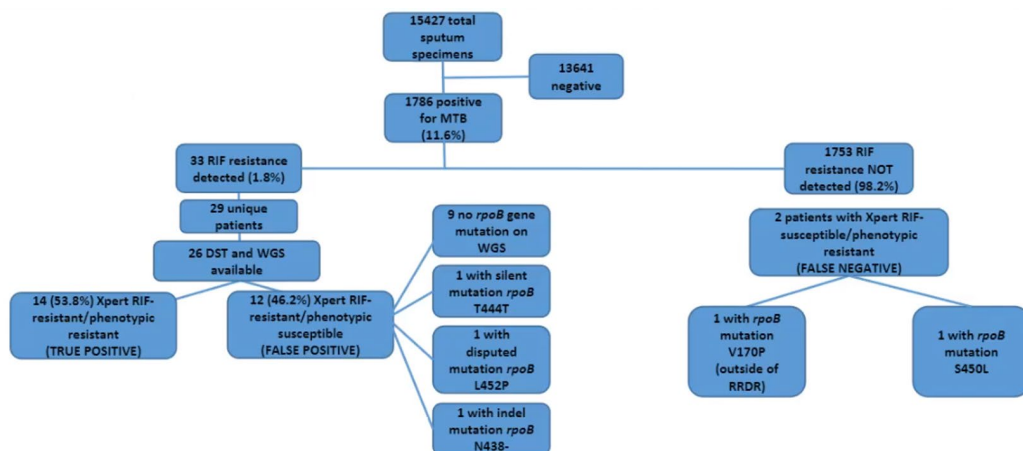 15427 total
sputum
specimens
13641
negative
1786 positive
for MTB
(11.6%)
33 RIF resistance
detected (1.8%)
1753 RIF
resistance NOT
detected (98.2%)
29 unique
patients
26 DST and WGS
available
14 (53.8%) Xpert RIF-
resistant/phenotypic
resistant
(TRUE POSITIVE)
12 (46.2%) Xpert RIF-
resistant/phenotypic
susceptible
(FALSE POSITIVE)
9 no rpoB gene
mutation on
WGS
1 with silent
mutation rpoB
T444T
1 with
disputed
mutation rpoB
L452P
1 with indel
mutation rpoB
N438-
2 patients with Xpert RIF-
susceptible/phenotypic
resistant
(FALSE NEGATIVE)
1 with rpoB
mutation
V170P
(outside of
RRDR)
1 with rpoB
mutation
S450L